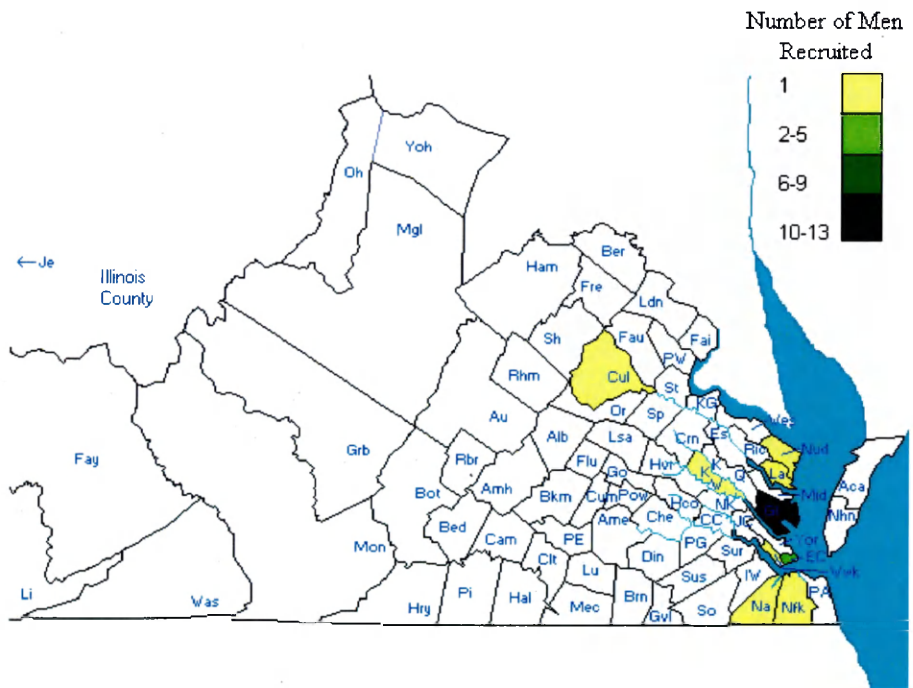 Number of Men
Recruited
1
2-5
6-9
10-13
Yoh
Oh
Mgl
←Je
Illinois
County
Ber
Ham
Fre
Ldn
Sh
Fau
Fai
PW
Rhm
Cul
St
KG
Au
Or
Sp
Wes
Es
Crn
Ric
Nud
Alb
Lsa
Grb
Fay
Rbr
Flu
Hvr
K
W
K
Q
La
Aca
Go
Mid
Bot
Amh
Bkm
Cum
Pow
NK
Gl
Nhn
Hco
Ame
Che
CC
JC
Bed
Yor
Mon
Cam
PE
PG
EC
Clt
Din
Sur
Wwk
Li
Was
Lu
Sus
IW
PA
Hry
Pi
Hal
Mec
Brn
Gvl
So
Na
Nfk